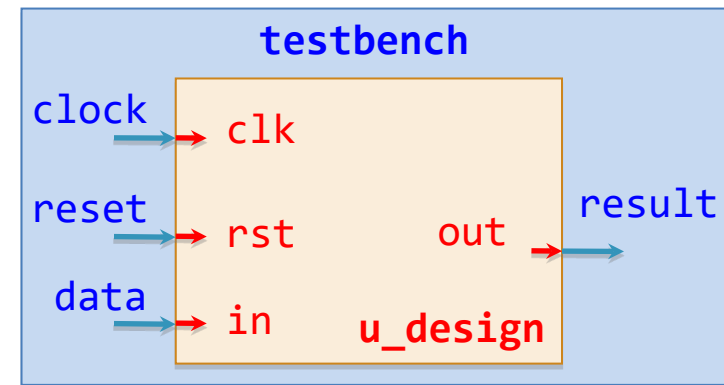 testbench
clock
clk
reset
rst
out
result
data
in
u_design